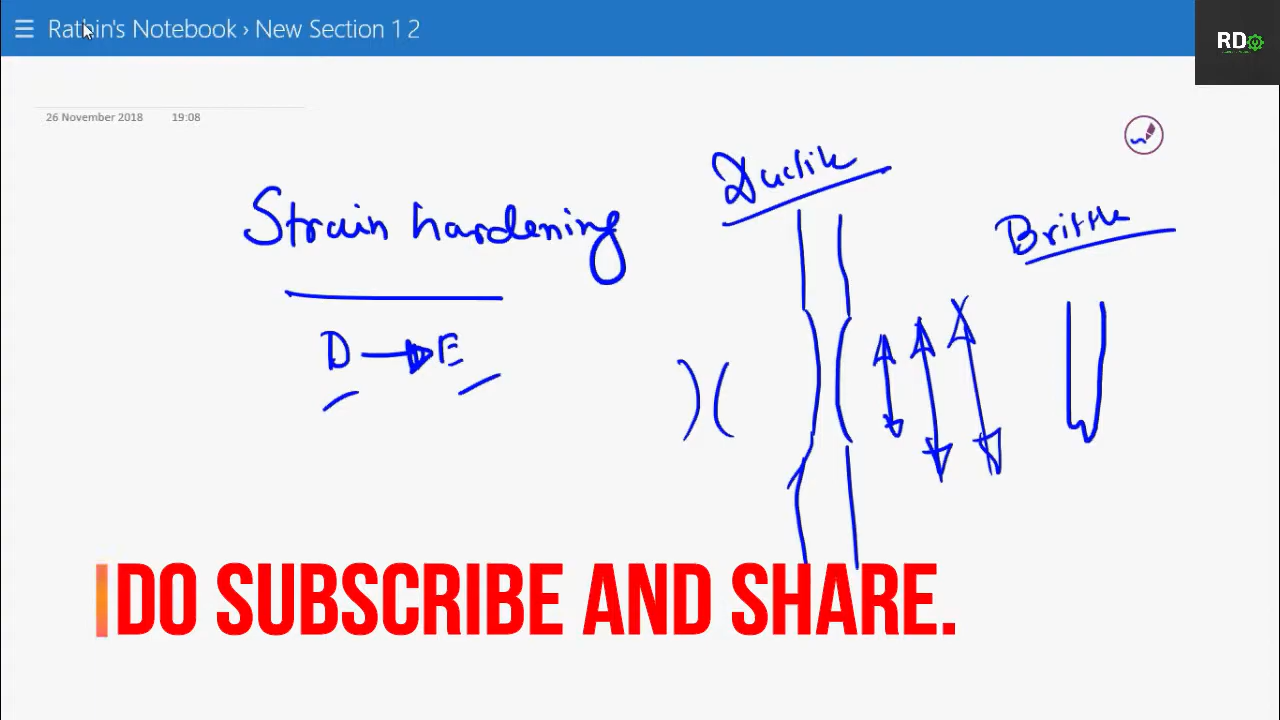 Rathin's Notebook › New Section 1 2
RD
26 November 2018 19:08
Ductile
Strain hardening
Brittle
D → E
DO SUBSCRIBE AND SHARE.